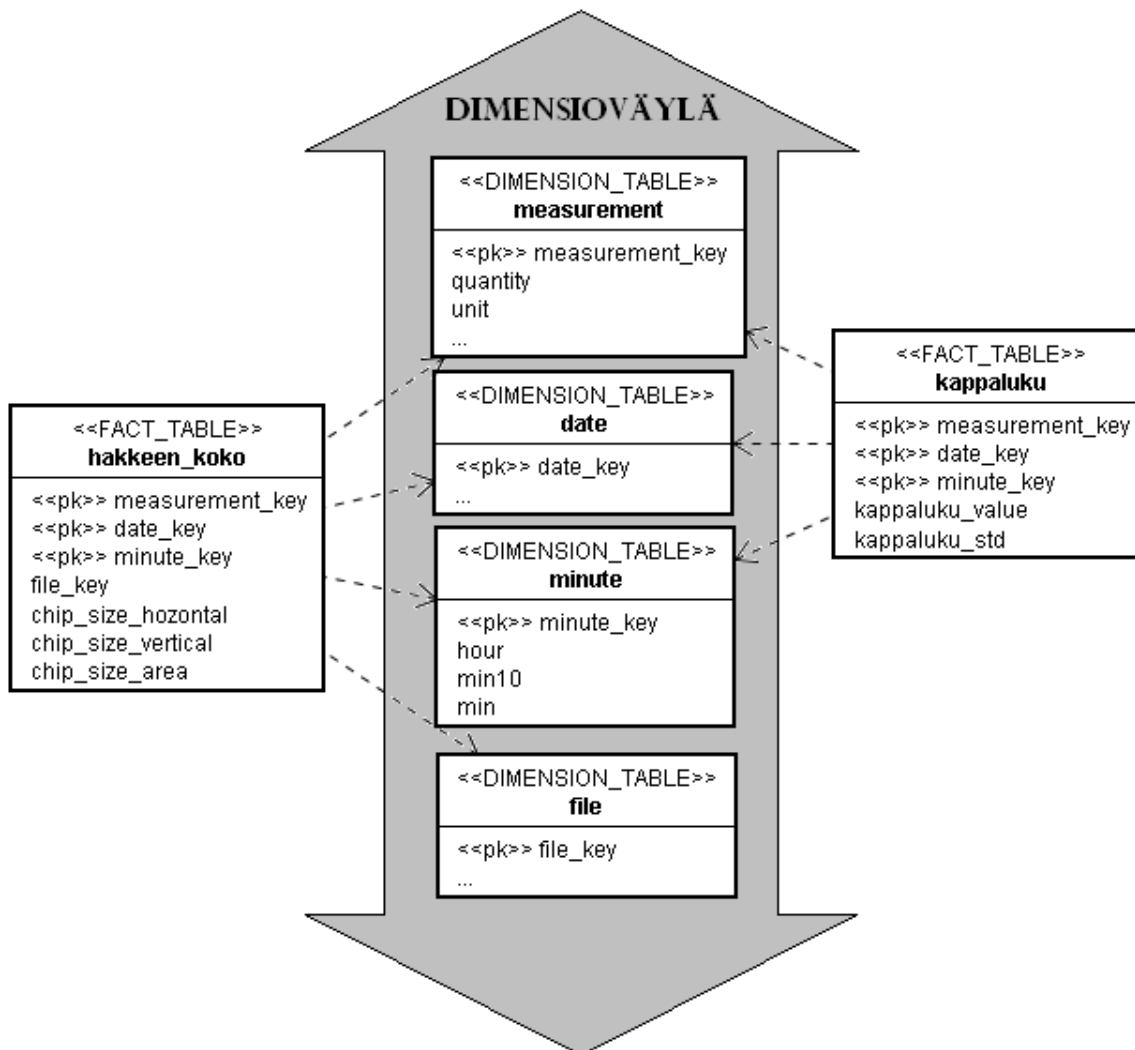 DIMENSIOVÄYLÄ
<<DIMENSION_TABLE>>
measurement
<<pk>> measurement_key
quantity
unit
...
<<DIMENSION_TABLE>>
date
<<pk>> date_key
...
<<DIMENSION_TABLE>>
minute
<<pk>> minute_key
hour
min10
min
<<DIMENSION_TABLE>>
file
<<pk>> file_key
...
<<FACT_TABLE>>
hakkeen_koko
<<pk>> measurement_key
<<pk>> date_key
<<pk>> minute_key
file_key
chip_size_hozontal
chip_size_vertical
chip_size_area
<<FACT_TABLE>>
kappaluku
<<pk>> measurement_key
<<pk>> date_key
<<pk>> minute_key
kappaluku_value
kappaluku_std